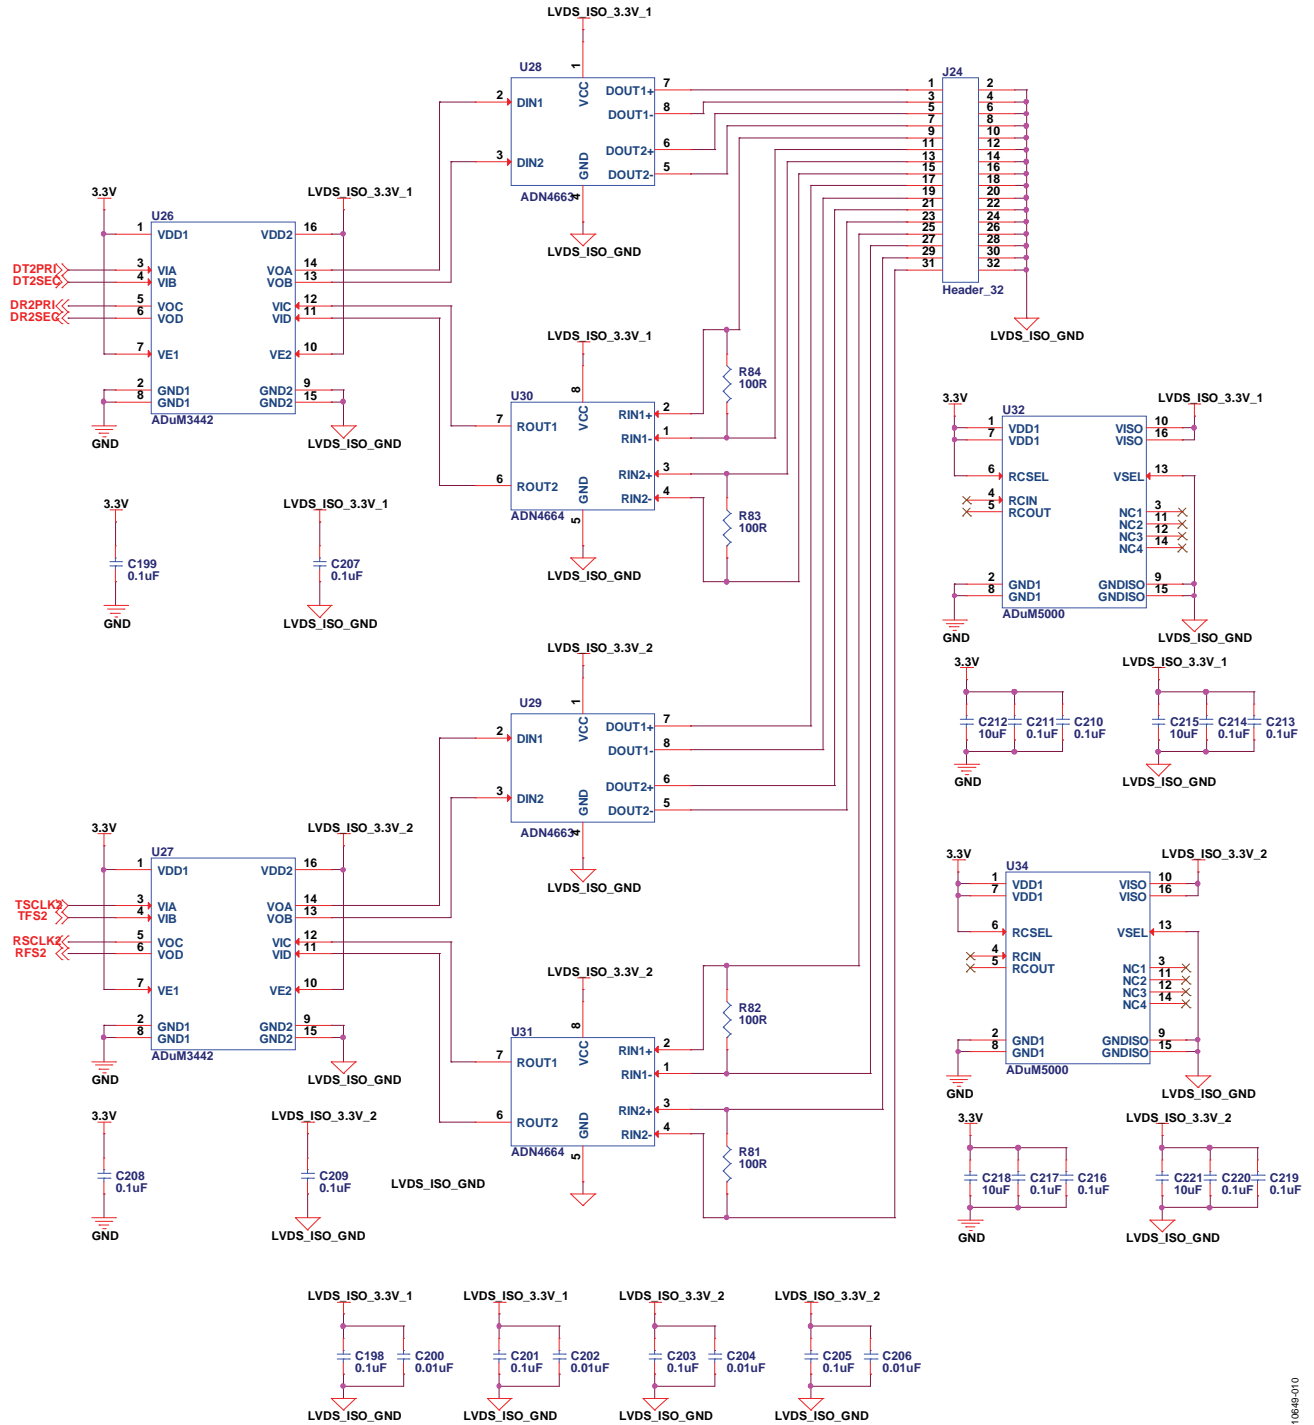 LVDS_ISO_3.3V_1
U28
1
VCC
2 DIN1
3 DIN2
DOUT1+ 7
DOUT1- 8
DOUT2+ 6
DOUT2- 5
GND
4
ADN4663
LVDS_ISO_GND
J24
1 2
3 4
5 6
7 8
9 10
11 12
13 14
15 16
17 18
19 20
21 22
23 24
25 26
27 28
29 30
31 32
Header_32
LVDS_ISO_GND
3.3V
LVDS_ISO_3.3V_1
U26
1 VDD1 VDD2 16
DT2PRI 3 VIA VOA 14
DT2SEC 4 VIB VOB 13
DR2PRI 5 VOC VIC 12
DR2SEC 6 VOD VID 11
7 VE1 VE2 10
2 GND1 GND2 9
8 GND1 GND2 15
ADuM3442
GND
LVDS_ISO_GND
LVDS_ISO_3.3V_1
U30
8
VCC
7 ROUT1
6 ROUT2
RIN1+ 2
RIN1- 1
RIN2+ 3
RIN2- 4
GND
5
ADN4664
LVDS_ISO_GND
R84
100R
R83
100R
3.3V
LVDS_ISO_3.3V_1
U32
1 VDD1 VISO 10
7 VDD1 VISO 16
6 RCSEL VSEL 13
4 RCIN
5 RCOUT
NC1 3
NC2 11
NC3 12
NC4 14
2 GND1 GNDISO 9
8 GND1 GNDISO 15
ADuM5000
GND
LVDS_ISO_GND
3.3V
C199
0.1uF
GND
LVDS_ISO_3.3V_1
C207
0.1uF
LVDS_ISO_GND
3.3V
C212 C211 C210
10uF 0.1uF 0.1uF
GND
LVDS_ISO_3.3V_1
C215 C214 C213
10uF 0.1uF 0.1uF
LVDS_ISO_GND
LVDS_ISO_3.3V_2
U29
1
VCC
2 DIN1
3 DIN2
DOUT1+ 7
DOUT1- 8
DOUT2+ 6
DOUT2- 5
GND
4
ADN4663
LVDS_ISO_GND
3.3V
LVDS_ISO_3.3V_2
U27
1 VDD1 VDD2 16
TSCLK2 3 VIA VOA 14
TFS2 4 VIB VOB 13
RSCLK2 5 VOC VIC 12
RFS2 6 VOD VID 11
7 VE1 VE2 10
2 GND1 GND2 9
8 GND1 GND2 15
ADuM3442
GND
LVDS_ISO_GND
LVDS_ISO_3.3V_2
U31
8
VCC
7 ROUT1
6 ROUT2
RIN1+ 2
RIN1- 1
RIN2+ 3
RIN2- 4
GND
5
ADN4664
LVDS_ISO_GND
R82
100R
R81
100R
3.3V
LVDS_ISO_3.3V_2
U34
1 VDD1 VISO 10
7 VDD1 VISO 16
6 RCSEL VSEL 13
4 RCIN
5 RCOUT
NC1 3
NC2 11
NC3 12
NC4 14
2 GND1 GNDISO 9
8 GND1 GNDISO 15
ADuM5000
GND
LVDS_ISO_GND
3.3V
C208
0.1uF
GND
LVDS_ISO_3.3V_2
C209
0.1uF
LVDS_ISO_GND
3.3V
C218 C217 C216
10uF 0.1uF 0.1uF
GND
LVDS_ISO_3.3V_2
C221 C220 C219
10uF 0.1uF 0.1uF
LVDS_ISO_GND
LVDS_ISO_3.3V_1
C198 C200
0.1uF 0.01uF
LVDS_ISO_GND
LVDS_ISO_3.3V_1
C201 C202
0.1uF 0.01uF
LVDS_ISO_GND
LVDS_ISO_3.3V_2
C203 C204
0.1uF 0.01uF
LVDS_ISO_GND
LVDS_ISO_3.3V_2
C205 C206
0.1uF 0.01uF
LVDS_ISO_GND
10649-010